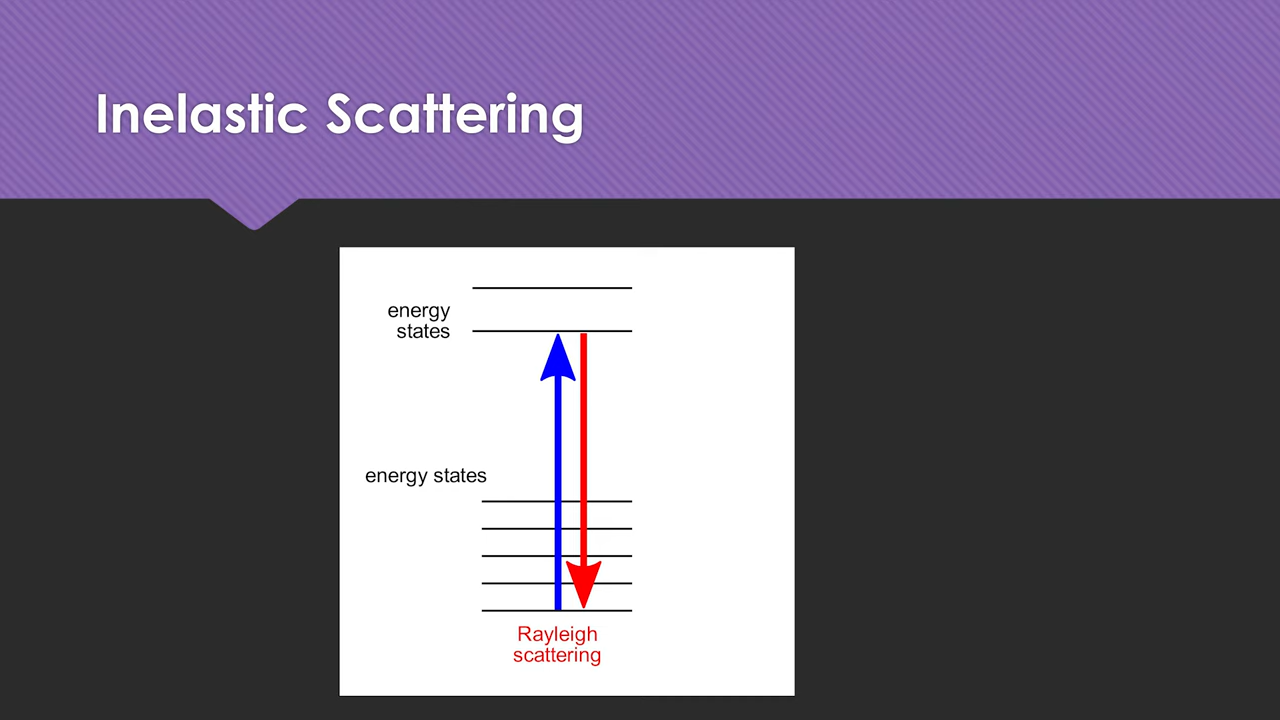 Inelastic Scattering
energy
states
energy states
Rayleigh
scattering